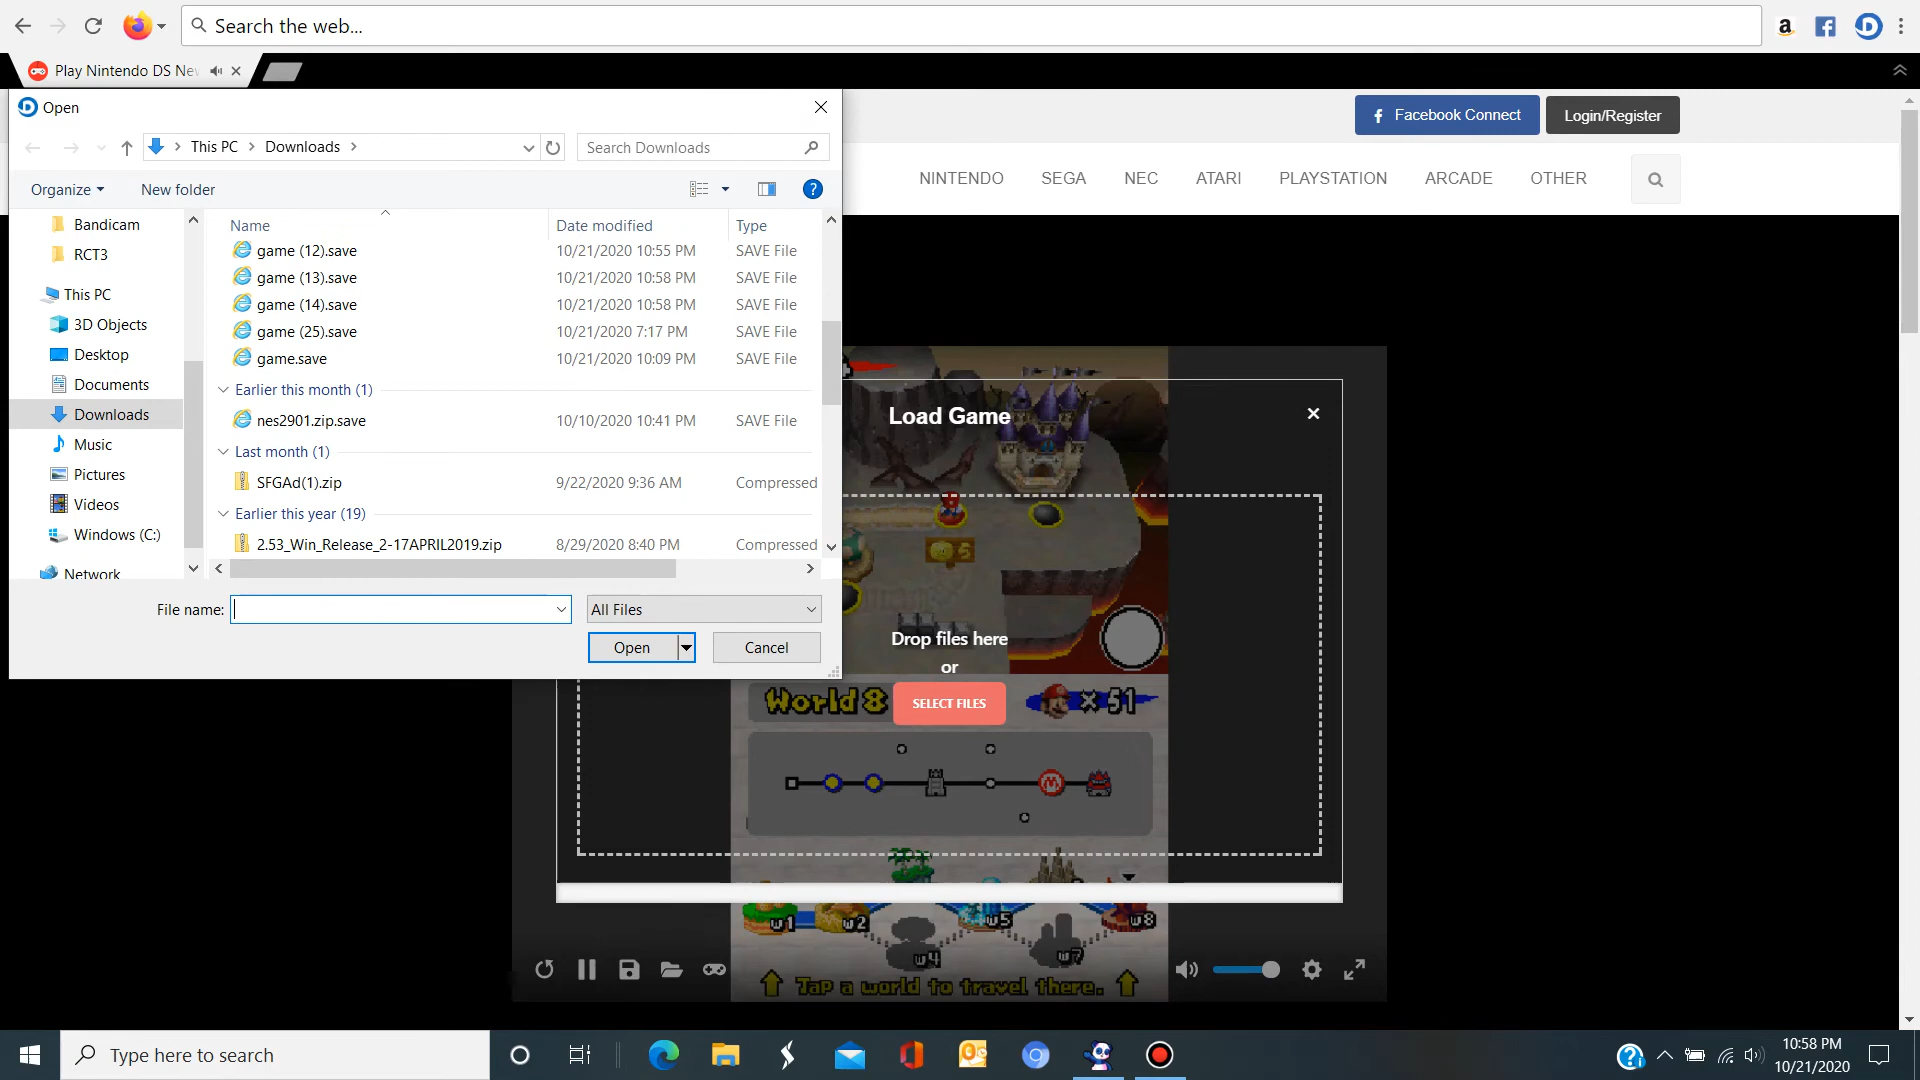 Search the web...
Play Nintendo DS Nev
Open
Facebook Connect
Login/Register
This PC
Downloads
Search Downloads
NINTENDO
SEGA
NEC
ATARI
PLAYSTATION
ARCADE
OTHER
Organize
New folder
Bandicam
RCT3
This PC
3D Objects
Desktop
Documents
Downloads
Music
Pictures
Videos
Windows (C:)
Network
Name
Date modified
Type
game (12).save
10/21/2020 10:55 PM
SAVE File
game (13).save
10/21/2020 10:58 PM
SAVE File
game (14).save
10/21/2020 10:58 PM
SAVE File
game (25).save
10/21/2020 7:17 PM
SAVE File
game.save
10/21/2020 10:09 PM
SAVE File
Earlier this month (1)
nes2901.zip.save
10/10/2020 10:41 PM
SAVE File
Last month (1)
SFGAd(1).zip
9/22/2020 9:36 AM
Compressed
Earlier this year (19)
2.53_Win_Release_2-17APRIL2019.zip
8/29/2020 8:40 PM
Compressed
File name:
All Files
Open
Cancel
Load Game
5
Drop files here
or
SELECT FILES
World 8
x 51
M
w1
w2
w5
w8
w4
w7
Tap a world to travel there.
Type here to search
10:58 PM
10/21/2020